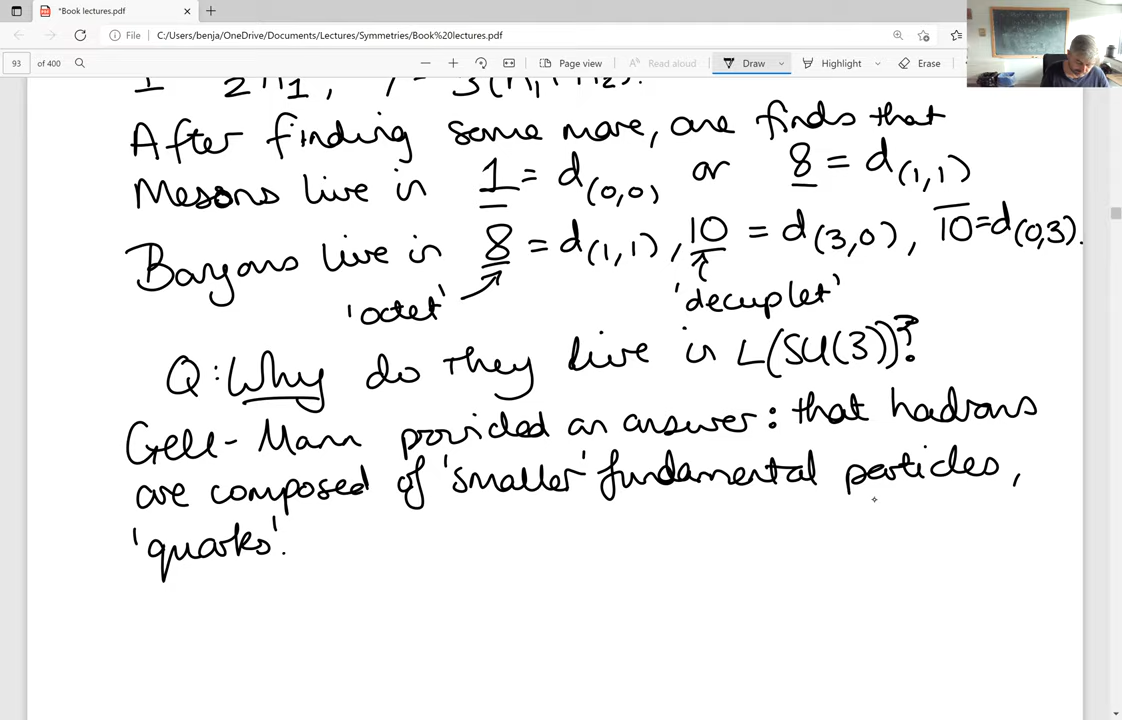 *Book lectures.pdf
File C:/Users/benja/OneDrive/Documents/Lectures/Symmetries/Book%20lectures.pdf
93 of 400 Page view Read aloud Draw Highlight Erase
After finding some more, one finds that
Mesons live in 1 = d(0,0) or 8 = d(1,1)
Baryons live in 8 = d(1,1), 10 = d(3,0), 10̅ = d(0,3).
'octet' 'decuplet'
Q: Why do they live in L(SU(3))?
Gell-Mann provided an answer: that hadrons
are composed of 'smaller' fundamental particles,
'quarks'.